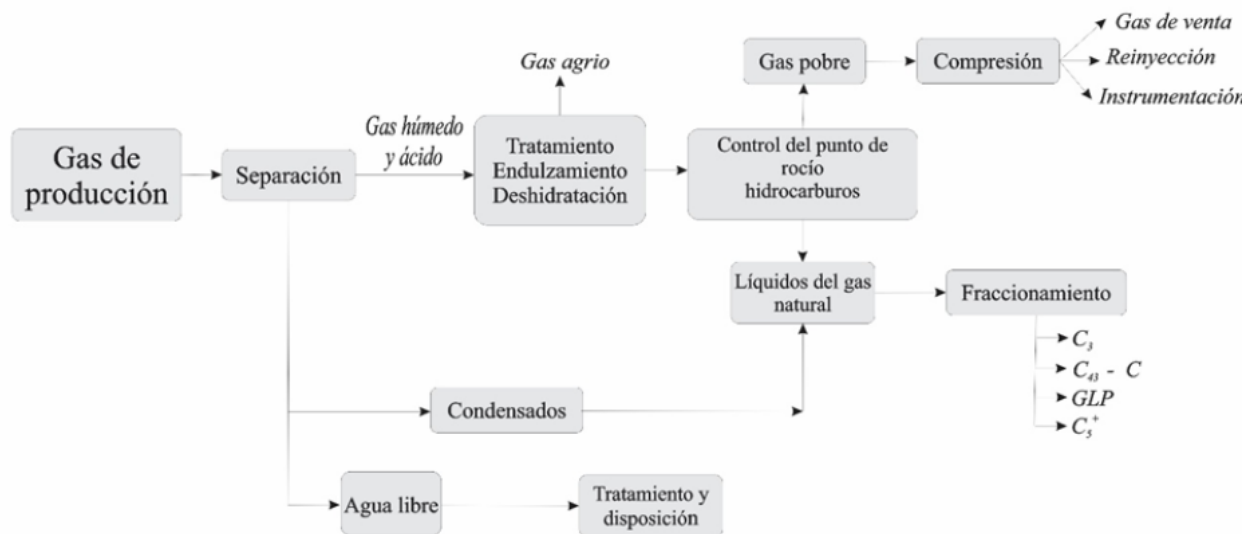 Gas de
producción
Separación
Gas húmedo
y ácido
Gas agrio
Tratamiento
Endulzamiento
Deshidratación
Control del punto de
rocío
hidrocarburos
Gas pobre
Compresión
Gas de venta
Reinyección
Instrumentación
Líquidos del gas
natural
Fraccionamiento
C₃
C₄₃ - C
GLP
C₅⁺
Condensados
Agua libre
Tratamiento y
disposición